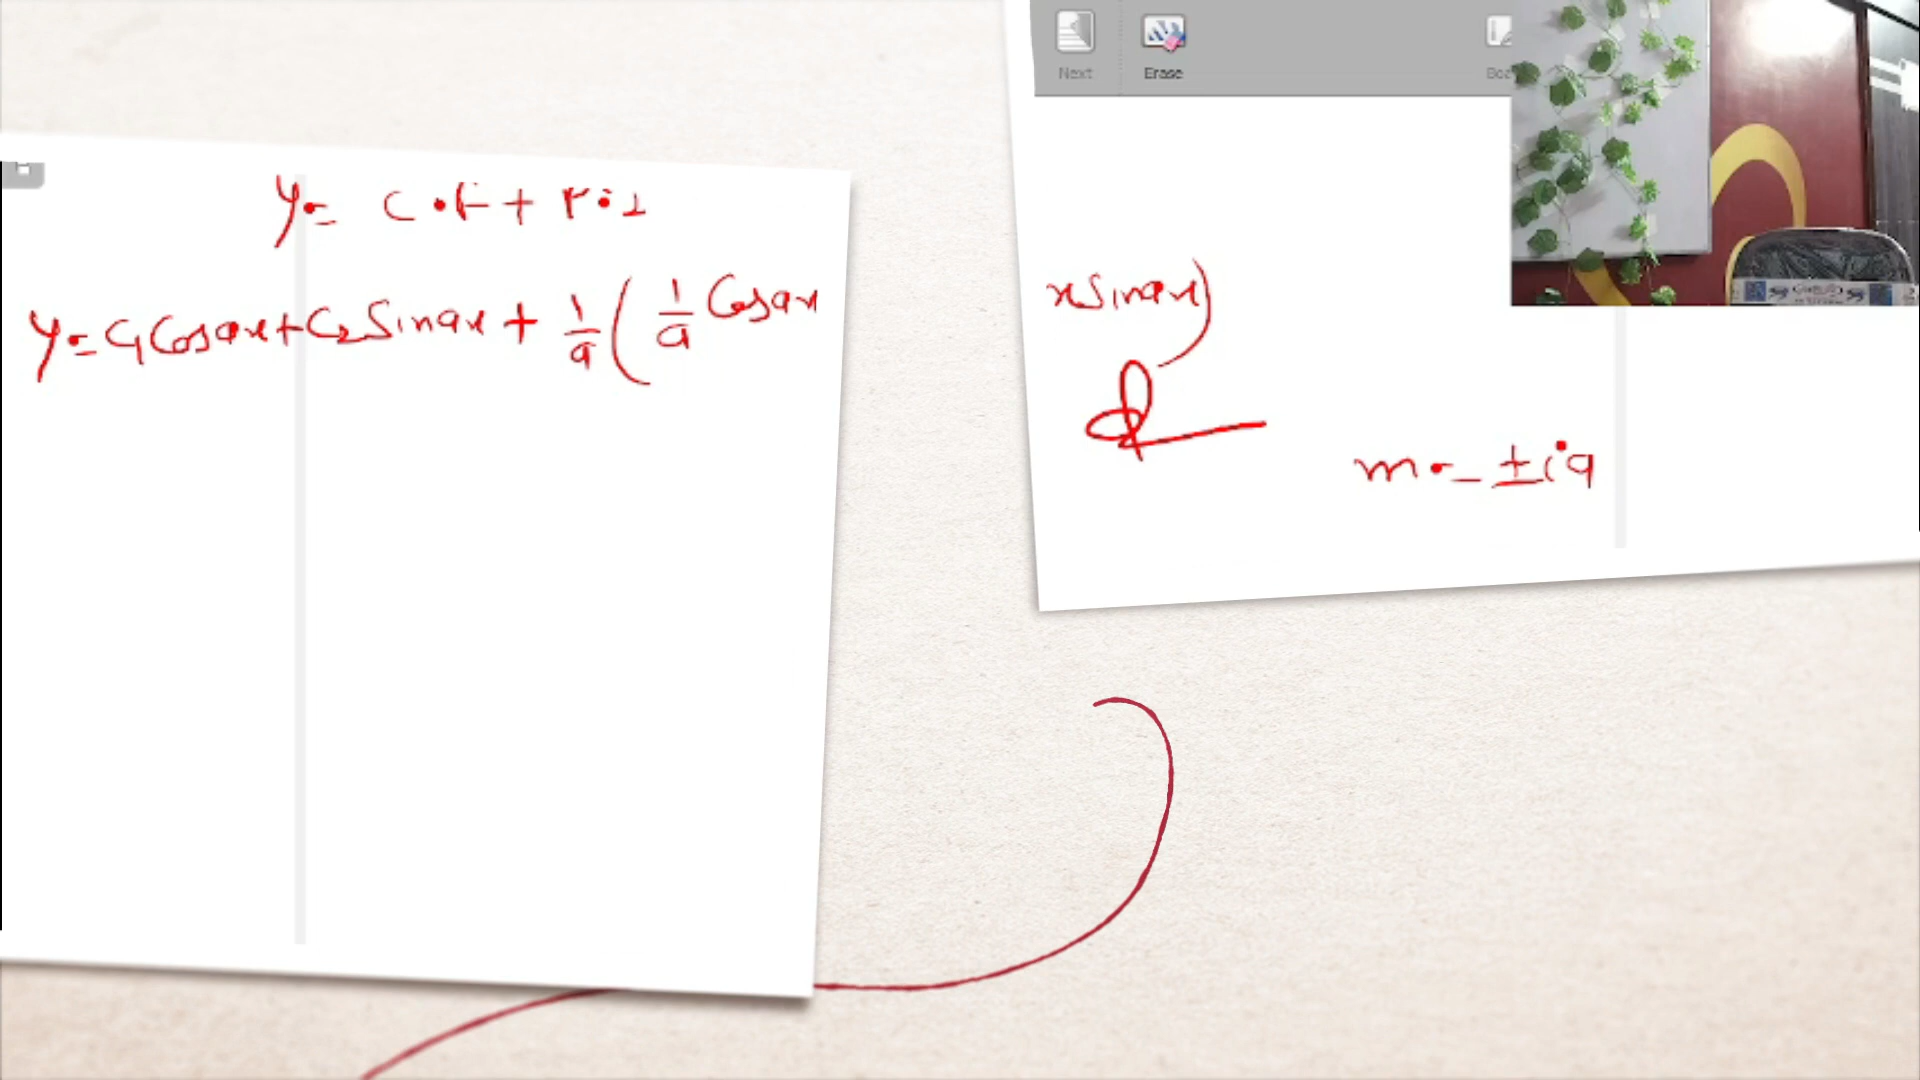 y = C.F + P.I
y = C₁Cosax + C₂Sinax + 1/a ( 1/a Cosax
Next
Erase
xSinax)
m = ±ia